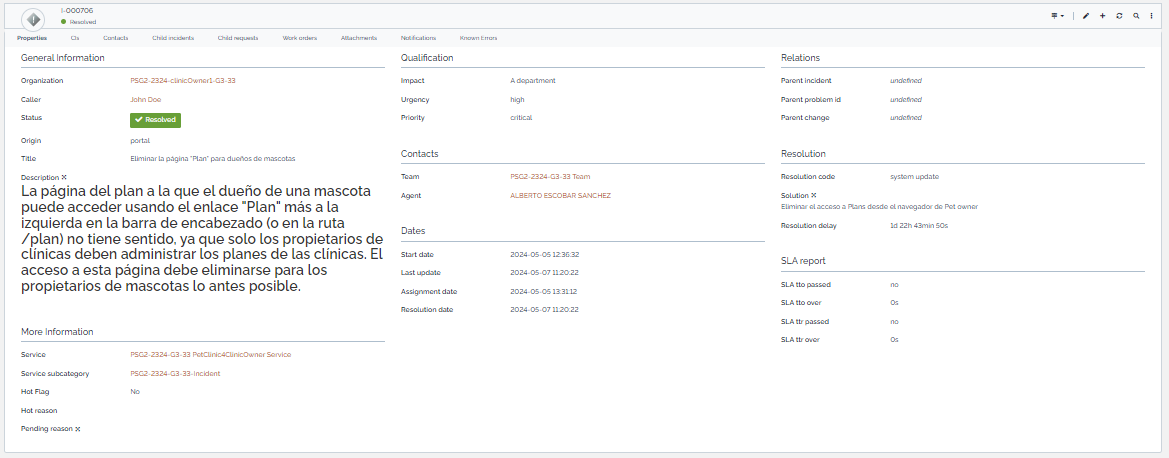 I-000706
Resolved
Properties CIs Contacts Child incidents Child requests Work orders Attachments Notifications Known Errors
General Information
Organization PSG2-2324-clinicOwner1-G3-33
Caller John Doe
Status Resolved
Origin portal
Title Eliminar la página "Plan" para dueños de mascotas
Description
La página del plan a la que el dueño de una mascota
puede acceder usando el enlace "Plan" más a la
izquierda en la barra de encabezado (o en la ruta
/plan) no tiene sentido, ya que solo los propietarios de
clínicas deben administrar los planes de las clínicas. El
acceso a esta página debe eliminarse para los
propietarios de mascotas lo antes posible.
More Information
Service PSG2-2324-G3-33 PetClinic4ClinicOwner Service
Service subcategory PSG2-2324-G3-33-Incident
Hot Flag No
Hot reason
Pending reason
Qualification
Impact A department
Urgency high
Priority critical
Contacts
Team PSG2-2324-G3-33 Team
Agent ALBERTO ESCOBAR SANCHEZ
Dates
Start date 2024-05-05 12:36:32
Last update 2024-05-07 11:20:22
Assignment date 2024-05-05 13:31:12
Resolution date 2024-05-07 11:20:22
Relations
Parent incident undefined
Parent problem id undefined
Parent change undefined
Resolution
Resolution code system update
Solution
Eliminar el acceso a Plans desde el navegador de Pet owner
Resolution delay 1d 22h 43min 50s
SLA report
SLA tto passed no
SLA tto over 0s
SLA ttr passed no
SLA ttr over 0s